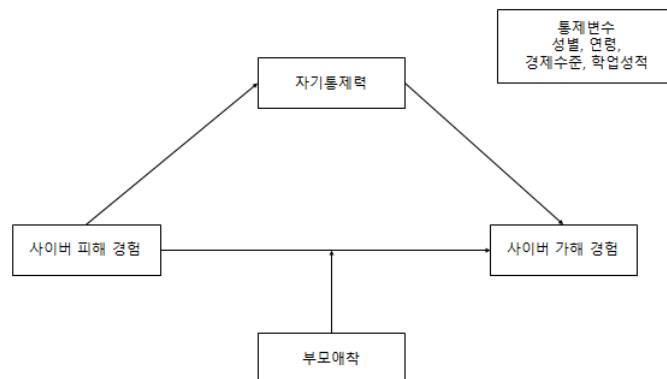 통제변수
성별, 연령,
경제수준, 학업성적
자기통제력
사이버 피해 경험
사이버 가해 경험
부모애착